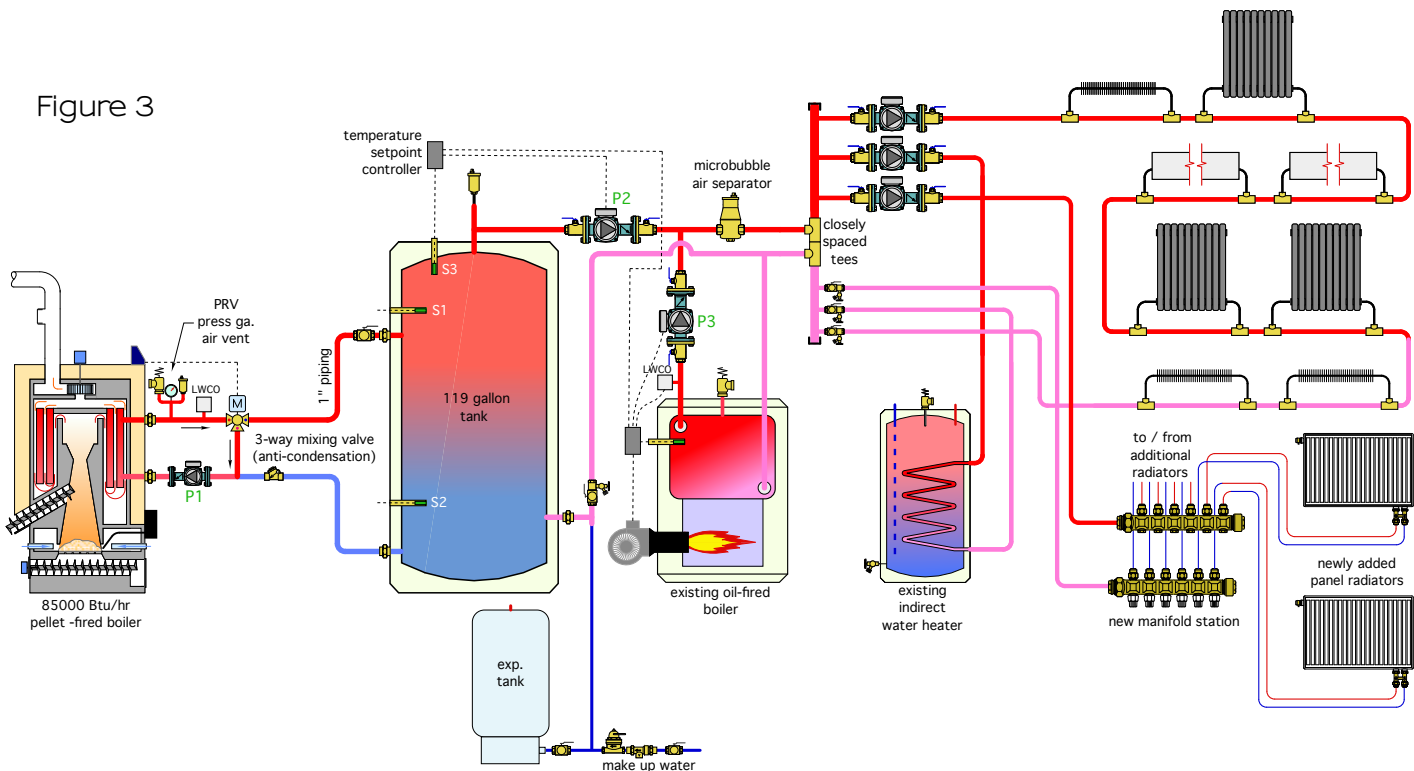 Figure 3
temperature
setpoint
controller
microbubble
air separator
P2
closely
spaced
tees
S3
S1
PRV
press ga.
air vent
P3
LWCO
LWCO
M
1" piping
119 gallon
tank
3-way mixing valve
(anti-condensation)
P1
S2
to / from
additional
radiators
85000 Btu/hr
pellet -fired boiler
existing oil-fired
boiler
existing
indirect
water heater
newly added
panel radiators
new manifold station
exp.
tank
make up water